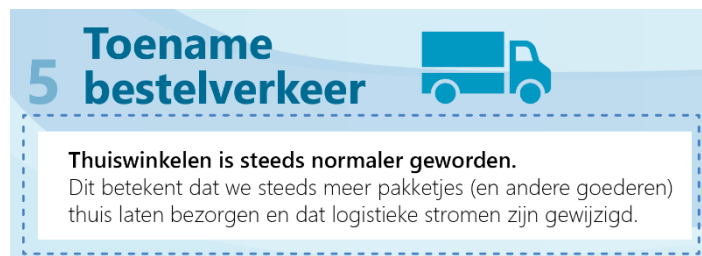 5 Toename
bestelverkeer
Thuiswinkelen is steeds normaler geworden.
Dit betekent dat we steeds meer pakketjes (en andere goederen)
thuis laten bezorgen en dat logistieke stromen zijn gewijzigd.